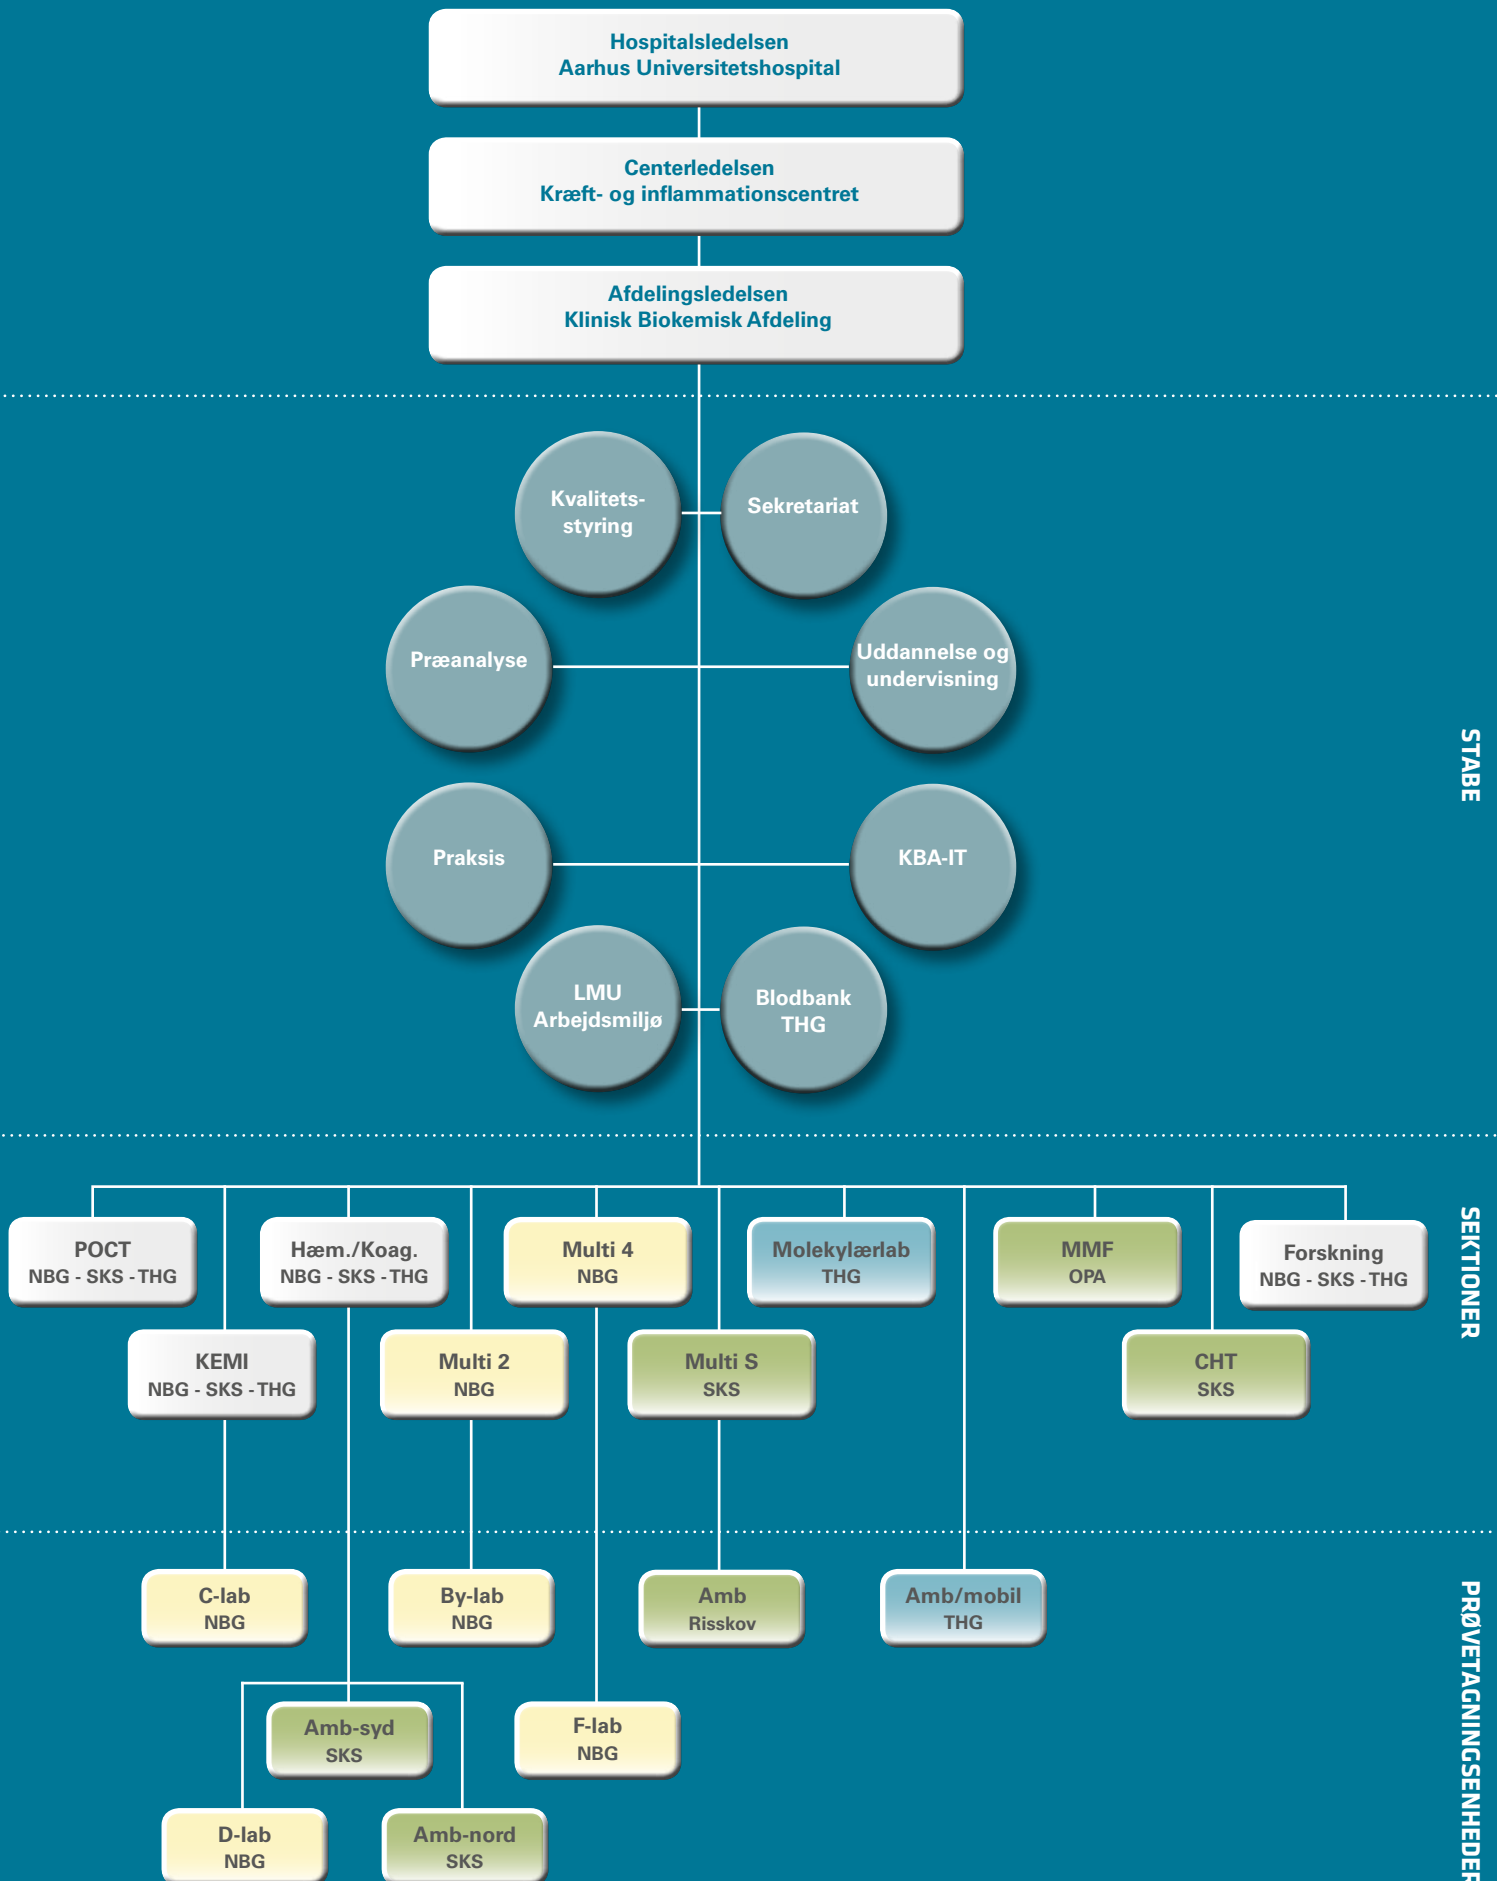 Hospitalsledelsen
Aarhus Universitetshospital
Centerledelsen
Kræft- og inflammationscentret
Afdelingsledelsen
Klinisk Biokemisk Afdeling
Kvalitets-
styring
Sekretariat
Præanalyse
Uddannelse og
undervisning
Praksis
KBA-IT
LMU
Arbejdsmiljø
Blodbank
THG
STABE
POCT
NBG - SKS - THG
Hæm./Koag.
NBG - SKS - THG
Multi 4
NBG
Molekylærlab
THG
MMF
OPA
Forskning
NBG - SKS - THG
KEMI
NBG - SKS - THG
Multi 2
NBG
Multi S
SKS
CHT
SKS
SEKTIONER
C-lab
NBG
By-lab
NBG
Amb
Risskov
Amb/mobil
THG
Amb-syd
SKS
F-lab
NBG
D-lab
NBG
Amb-nord
SKS
PRØVETAGNINGSENHEDER